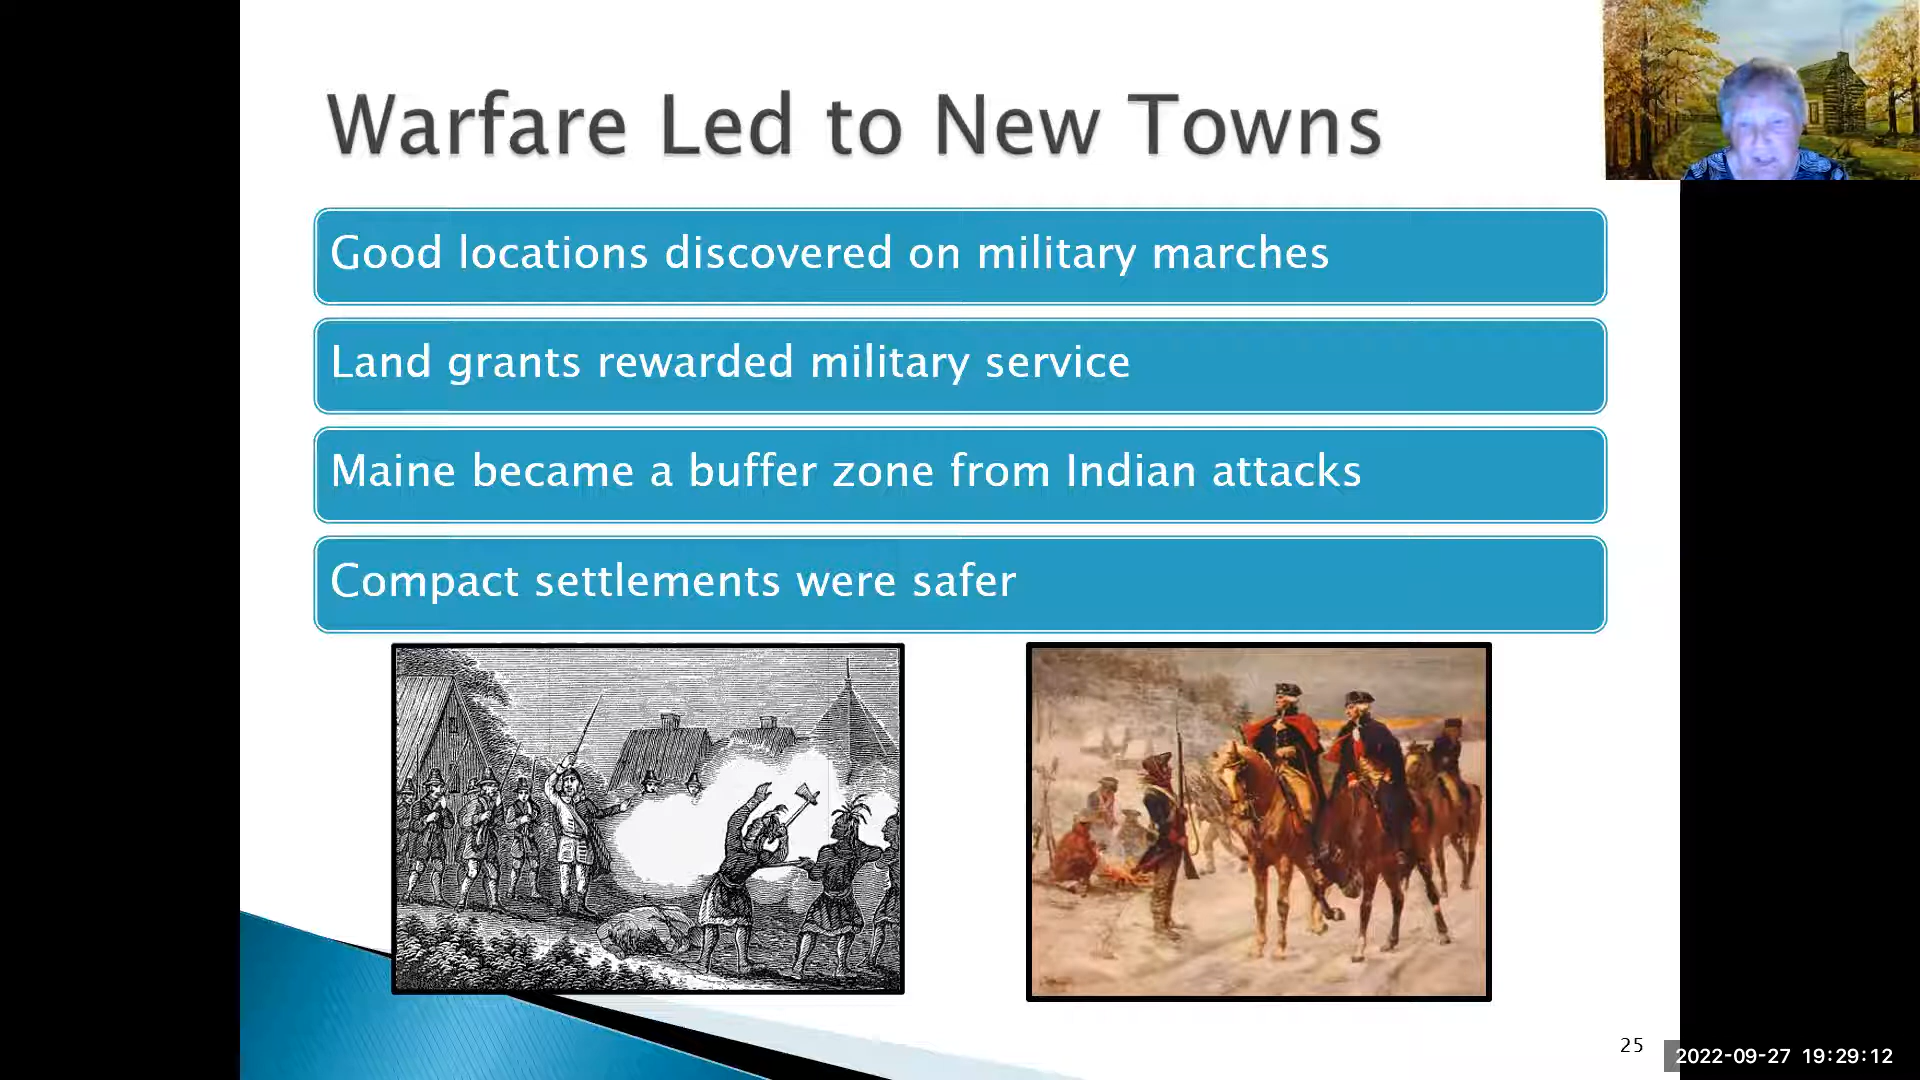 Warfare Led to New Towns
Good locations discovered on military marches
Land grants rewarded military service
Maine became a buffer zone from Indian attacks
Compact settlements were safer
25
2022-09-27 19:29:12